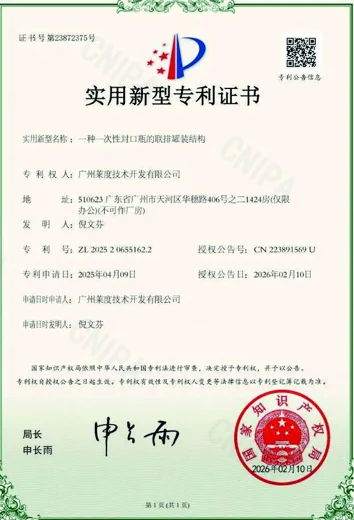 证书号第23872375号
专利公告信息
实用新型专利证书
实用新型名称：一种一次性封口瓶的联排罐装结构
专利权人：广州莱度技术开发有限公司
地址：510623 广东省广州市天河区华穗路406号之二1424房(仅限
办公)(不可作厂房)
发明人：倪文芬
专利号：ZL 2025 2 0655162.2 授权公告号：CN 223891569 U
专利申请日：2025年04月09日 授权公告日：2026年02月10日
申请日时申请人：广州莱度技术开发有限公司
申请日时发明人：倪文芬
国家知识产权局依照中华人民共和国专利法进行审查，决定授予专利权，并予以公告。
专利权自授权公告之日起生效。专利权有效性及专利权人变更等法律信息以专利登记簿记载为准。
局长
申长雨
申长雨
国家知识产权局
2026年02月10日
第1页(共1页)
CNIPA